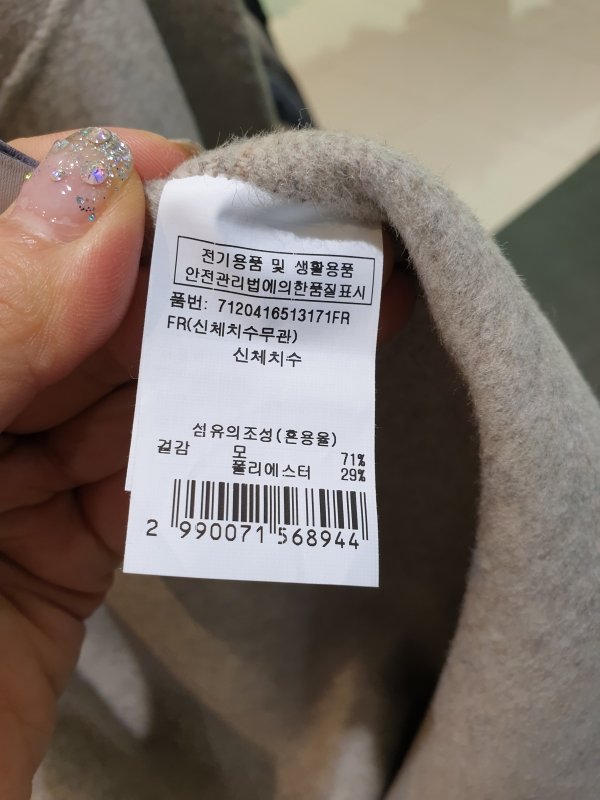 전기용품 및 생활용품
안전관리법에의한품질표시
품번: 7120416513171FR
FR(신체치수무관)
신체치수
섬유의조성(혼용율)
겉감 모 71%
폴리에스터 29%
2 990071 568944